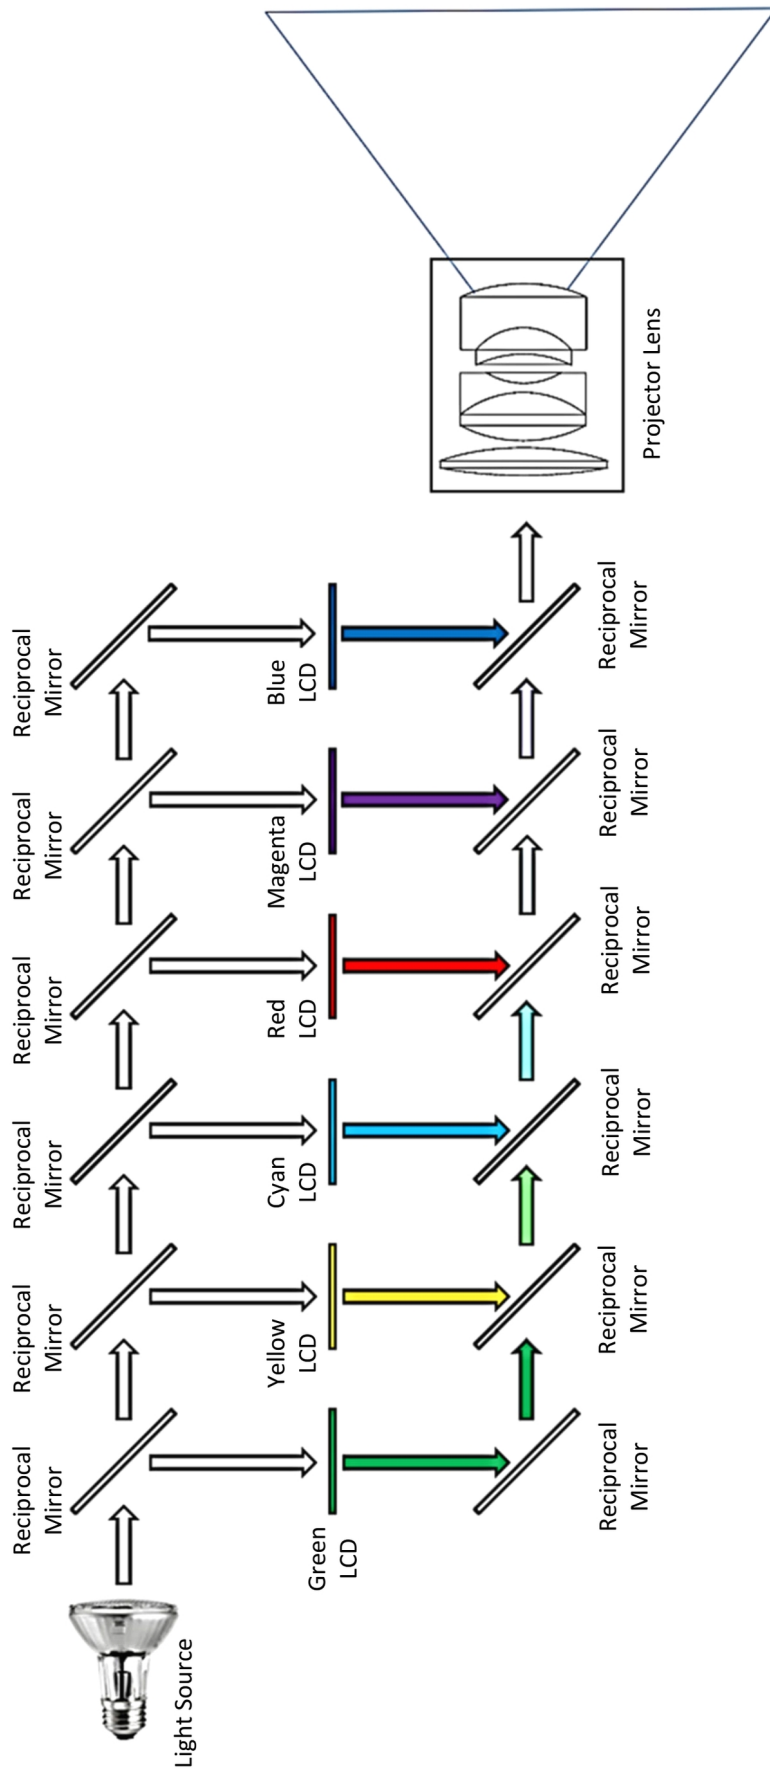 Light Source
Reciprocal
Mirror
Reciprocal
Mirror
Reciprocal
Mirror
Reciprocal
Mirror
Reciprocal
Mirror
Reciprocal
Mirror
Green
LCD
Yellow
LCD
Cyan
LCD
Red
LCD
Magenta
LCD
Blue
LCD
Reciprocal
Mirror
Reciprocal
Mirror
Reciprocal
Mirror
Reciprocal
Mirror
Reciprocal
Mirror
Reciprocal
Mirror
Projector Lens